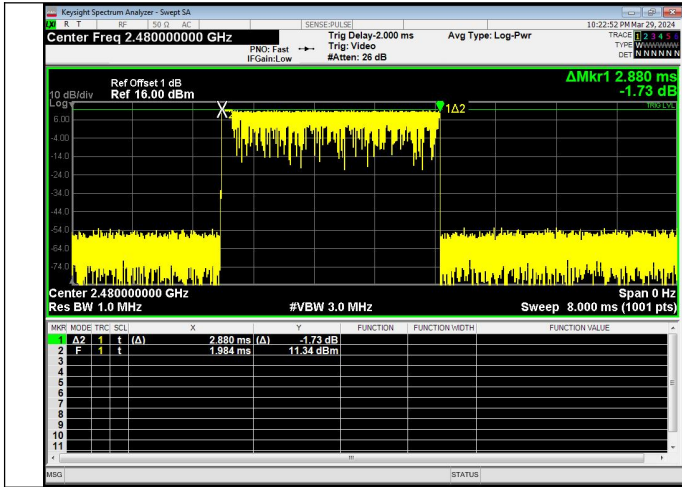 Keysight Spectrum Analyzer - Swept SA
LXI R T RF 50 Ω AC SENSE:PULSE 10:22:52 PM Mar 29, 2024
Center Freq 2.480000000 GHz Trig Delay-2.000 ms Avg Type: Log-Pwr TRACE 1 2 3 4 5 6
PNO: Fast Trig: Video TYPE WWWWWW
IFGain:Low #Atten: 26 dB DET N N N N N N
ΔMkr1 2.880 ms
-1.73 dB
Ref Offset 1 dB
10 dB/div Ref 16.00 dBm
Log
TRIG LVL
X2 1Δ2
6.00
-4.00
-14.0
-24.0
-34.0
-44.0
-54.0
-64.0
-74.0
Center 2.480000000 GHz Span 0 Hz
Res BW 1.0 MHz #VBW 3.0 MHz Sweep 8.000 ms (1001 pts)
MKR MODE TRC SCL X Y FUNCTION FUNCTION WIDTH FUNCTION VALUE
1 Δ2 1 t (Δ) 2.880 ms (Δ) -1.73 dB
2 F 1 t 1.984 ms 11.34 dBm
3
4
5
6
7
8
9
10
11
MSG STATUS